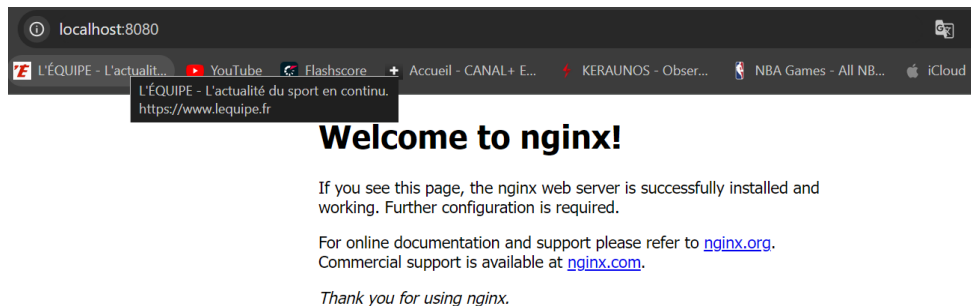 localhost:8080
L'ÉQUIPE - L'actualit... YouTube Flashscore Accueil - CANAL+ E... KERAUNOS - Obser... NBA Games - All NB... iCloud
L'ÉQUIPE - L'actualité du sport en continu.
https://www.lequipe.fr
Welcome to nginx!
If you see this page, the nginx web server is successfully installed and
working. Further configuration is required.
For online documentation and support please refer to nginx.org.
Commercial support is available at nginx.com.
Thank you for using nginx.